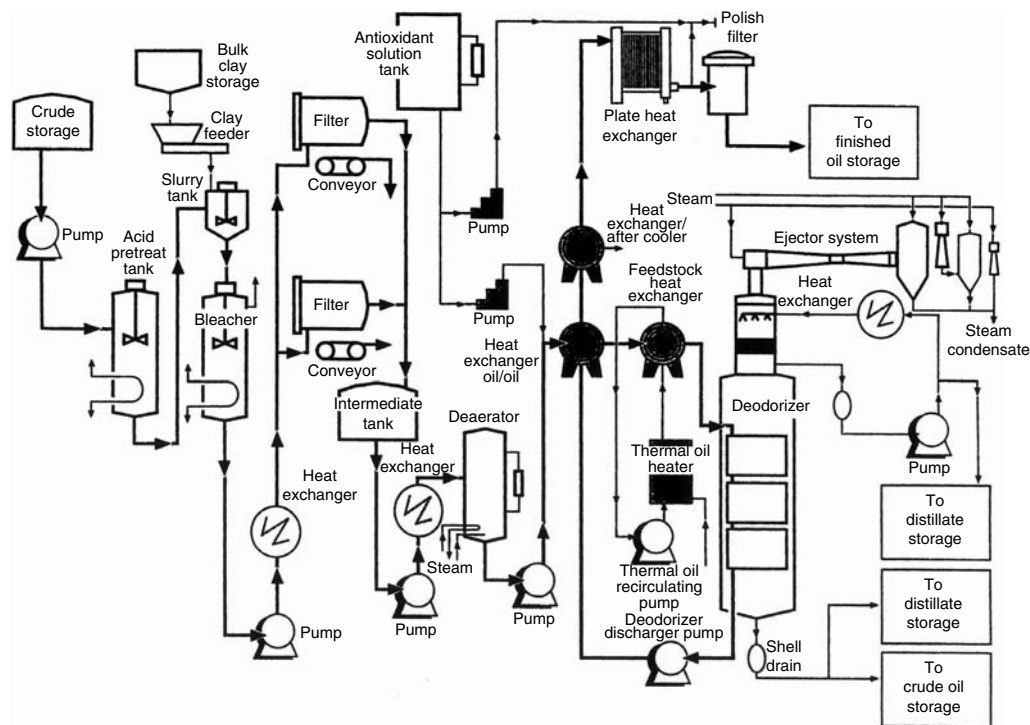 Antioxidant
solution
tank
Polish
filter
Bulk
clay
storage
Crude
storage
Clay
feeder
Filter
Plate heat
exchanger
To
finished
oil storage
Conveyor
Slurry
tank
Steam
Pump
Pump
Heat
exchanger/
after cooler
Ejector system
Acid
pretreat
tank
Feedstock
heat
exchanger
Heat
exchanger
Filter
Bleacher
Pump
Steam
condensate
Heat
exchanger
oil/oil
Conveyor
Intermediate
tank
Deaerator
Deodorizer
Heat
exchanger
Thermal oil
heater
Heat
exchanger
Pump
To
distillate
storage
Steam
Thermal oil
recirculating
pump
To
distillate
storage
Pump
Pump
Pump
Deodorizer
discharger pump
Shell
drain
To
crude oil
storage